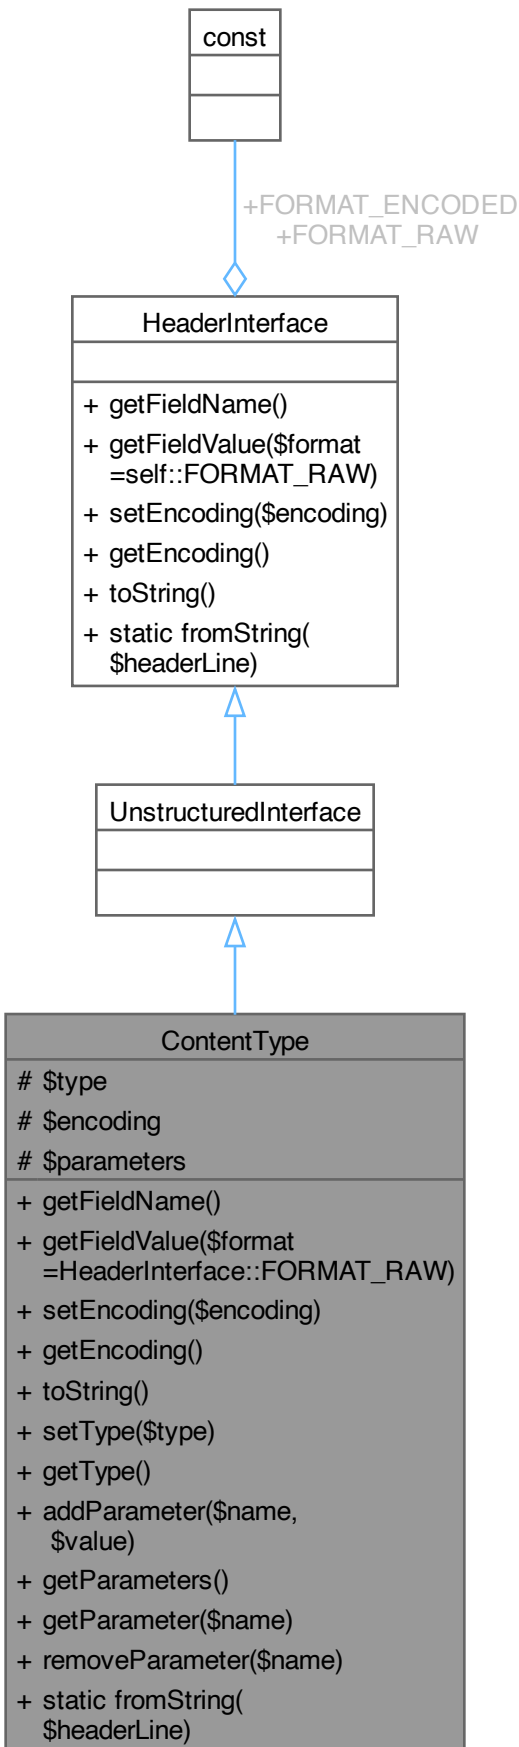 const
+FORMAT_ENCODED
+FORMAT_RAW
HeaderInterface
+ getFieldName()
+ getFieldValue($format
=self::FORMAT_RAW)
+ setEncoding($encoding)
+ getEncoding()
+ toString()
+ static fromString(
$headerLine)
UnstructuredInterface
ContentType
# $type
# $encoding
# $parameters
+ getFieldName()
+ getFieldValue($format
=HeaderInterface::FORMAT_RAW)
+ setEncoding($encoding)
+ getEncoding()
+ toString()
+ setType($type)
+ getType()
+ addParameter($name,
$value)
+ getParameters()
+ getParameter($name)
+ removeParameter($name)
+ static fromString(
$headerLine)